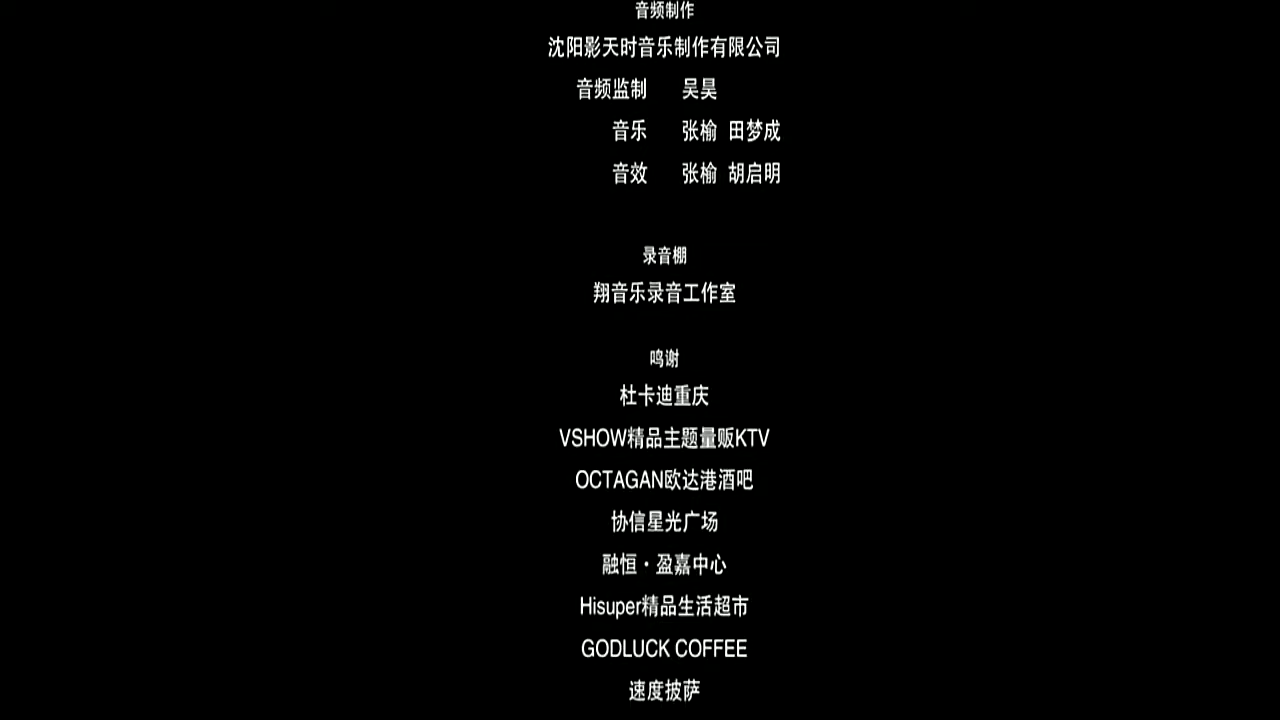 音频制作
沈阳影天时音乐制作有限公司
音频监制 吴昊
音乐 张榆 田梦成
音效 张榆 胡启明
录音棚
翔音乐录音工作室
鸣谢
杜卡迪重庆
VSHOW精品主题量贩KTV
OCTAGAN欧达港酒吧
协信星光广场
融恒·盈嘉中心
Hisuper精品生活超市
GODLUCK COFFEE
速度披萨